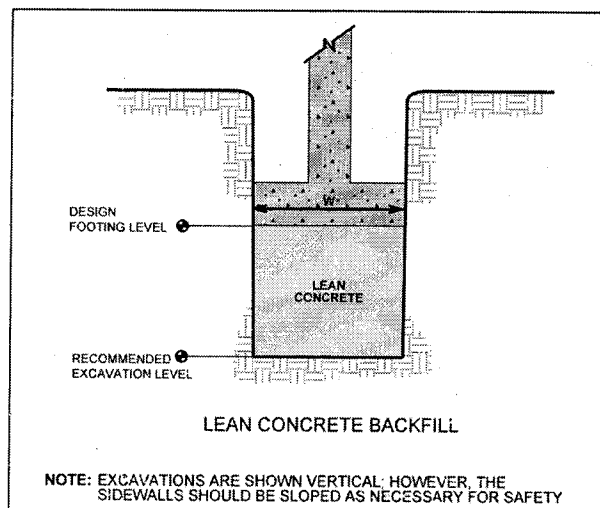 N
W
DESIGN
FOOTING LEVEL
LEAN
CONCRETE
RECOMMENDED
EXCAVATION LEVEL
LEAN CONCRETE BACKFILL
NOTE: EXCAVATIONS ARE SHOWN VERTICAL; HOWEVER, THE
SIDEWALLS SHOULD BE SLOPED AS NECESSARY FOR SAFETY